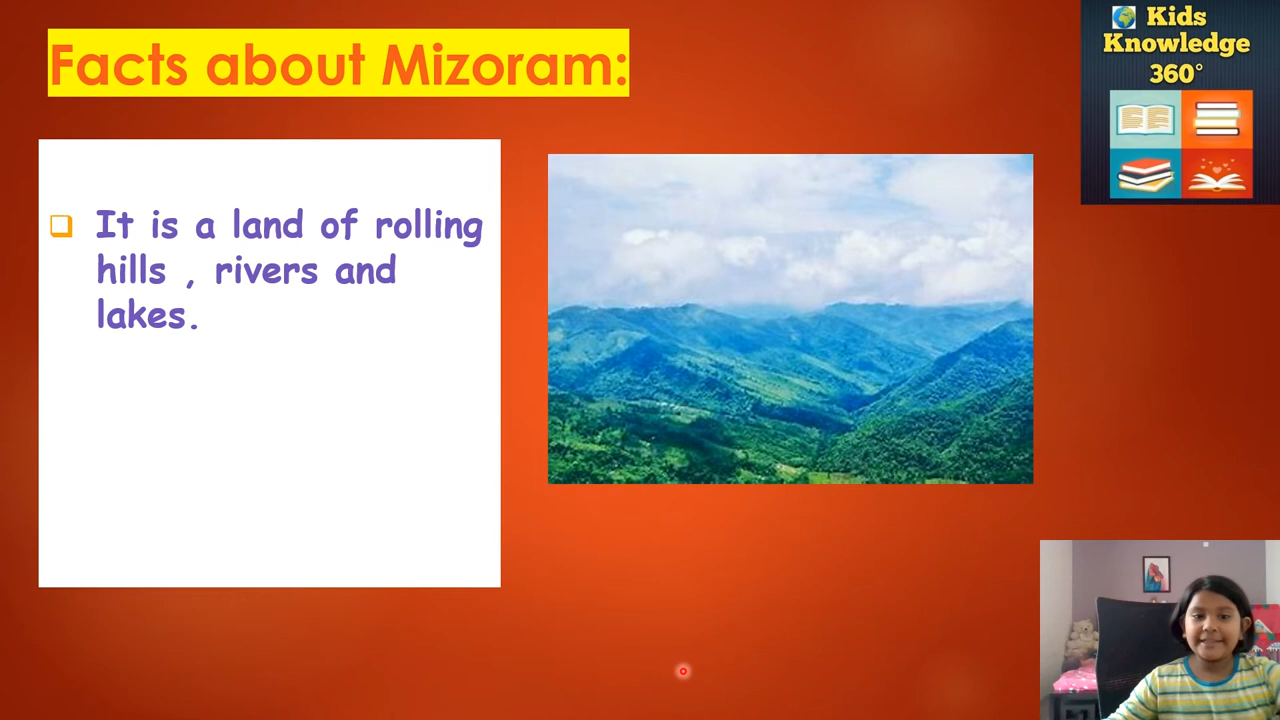 Facts about Mizoram:
Kids
Knowledge
360°
❑ It is a land of rolling
hills , rivers and
lakes.